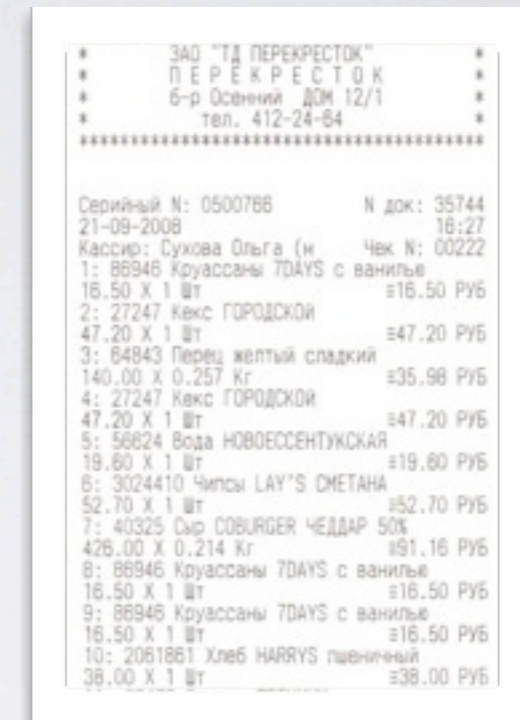 * ЗАО "ТД ПЕРЕКРЕСТОК" *
* П Е Р Е К Р Е С Т О К *
* б-р Осенний ДОМ 12/1 *
* тел. 412-24-64 *
****************************************
Серийный N: 0500766 N док: 35744
21-09-2008 16:27
Кассир: Сухова Ольга (н Чек N: 00222
1: 86946 Круассаны 7DAYS с ванилью
16.50 X 1 Шт ≡16.50 РУБ
2: 27247 Кекс ГОРОДСКОЙ
47.20 X 1 Шт ≡47.20 РУБ
3: 64843 Перец желтый сладкий
140.00 X 0.257 Кг ≡35.98 РУБ
4: 27247 Кекс ГОРОДСКОЙ
47.20 X 1 Шт ≡47.20 РУБ
5: 56624 Вода НОВОЕССЕНТУКСКАЯ
19.60 X 1 Шт ≡19.60 РУБ
6: 3024410 Чипсы LAY'S СМЕТАНА
52.70 X 1 Шт ≡52.70 РУБ
7: 40325 Сыр COBURGER ЧЕДДАР 50%
426.00 X 0.214 Кг ≡91.16 РУБ
8: 86946 Круассаны 7DAYS с ванилью
16.50 X 1 Шт ≡16.50 РУБ
9: 86946 Круассаны 7DAYS с ванилью
16.50 X 1 Шт ≡16.50 РУБ
10: 2061861 Хлеб HARRYS пшеничный
38.00 X 1 Шт ≡38.00 РУБ